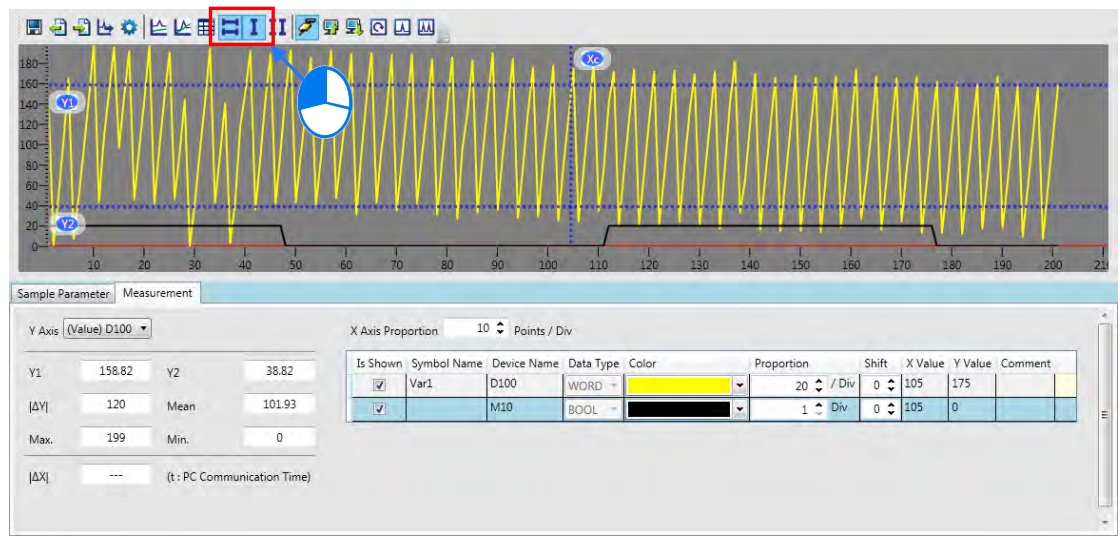 180
160
140
120
100
80
60
40
20
0
Y1
Y2
Xc
10 20 30 40 50 60 70 80 90 100 110 120 130 140 150 160 170 180 190 200 21
Sample Parameter Measurement
Y Axis (Value) D100 X Axis Proportion 10 Points / Div
Y1 158.82 Y2 38.82
|ΔY| 120 Mean 101.93
Max. 199 Min. 0
|ΔX| --- (t : PC Communication Time)
Is Shown Symbol Name Device Name Data Type Color Proportion Shift X Value Y Value Comment
Var1 D100 WORD 20 / Div 0 105 175
M10 BOOL 1 Div 0 105 0